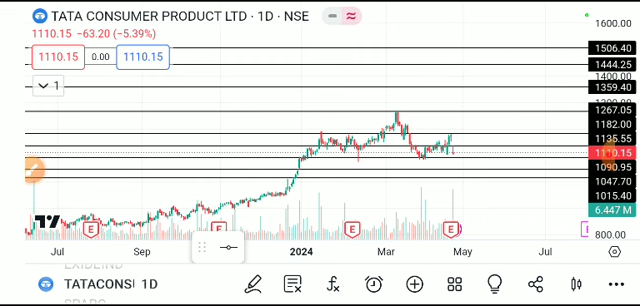 TATA CONSUMER PRODUCT LTD · 1D · NSE
1110.15 −63.20 (−5.39%)
1110.15 0.00 1110.15
1
1600.00
1506.40
1444.25
1400.00
1359.40
1267.05
1182.00
1135.55
1110.15
1090.95
1047.70
1015.40
6.447 M
800.00
E E E E E
Jul Sep 2024 Mar May Jul
EXIDEIND
TATACONSI 1D